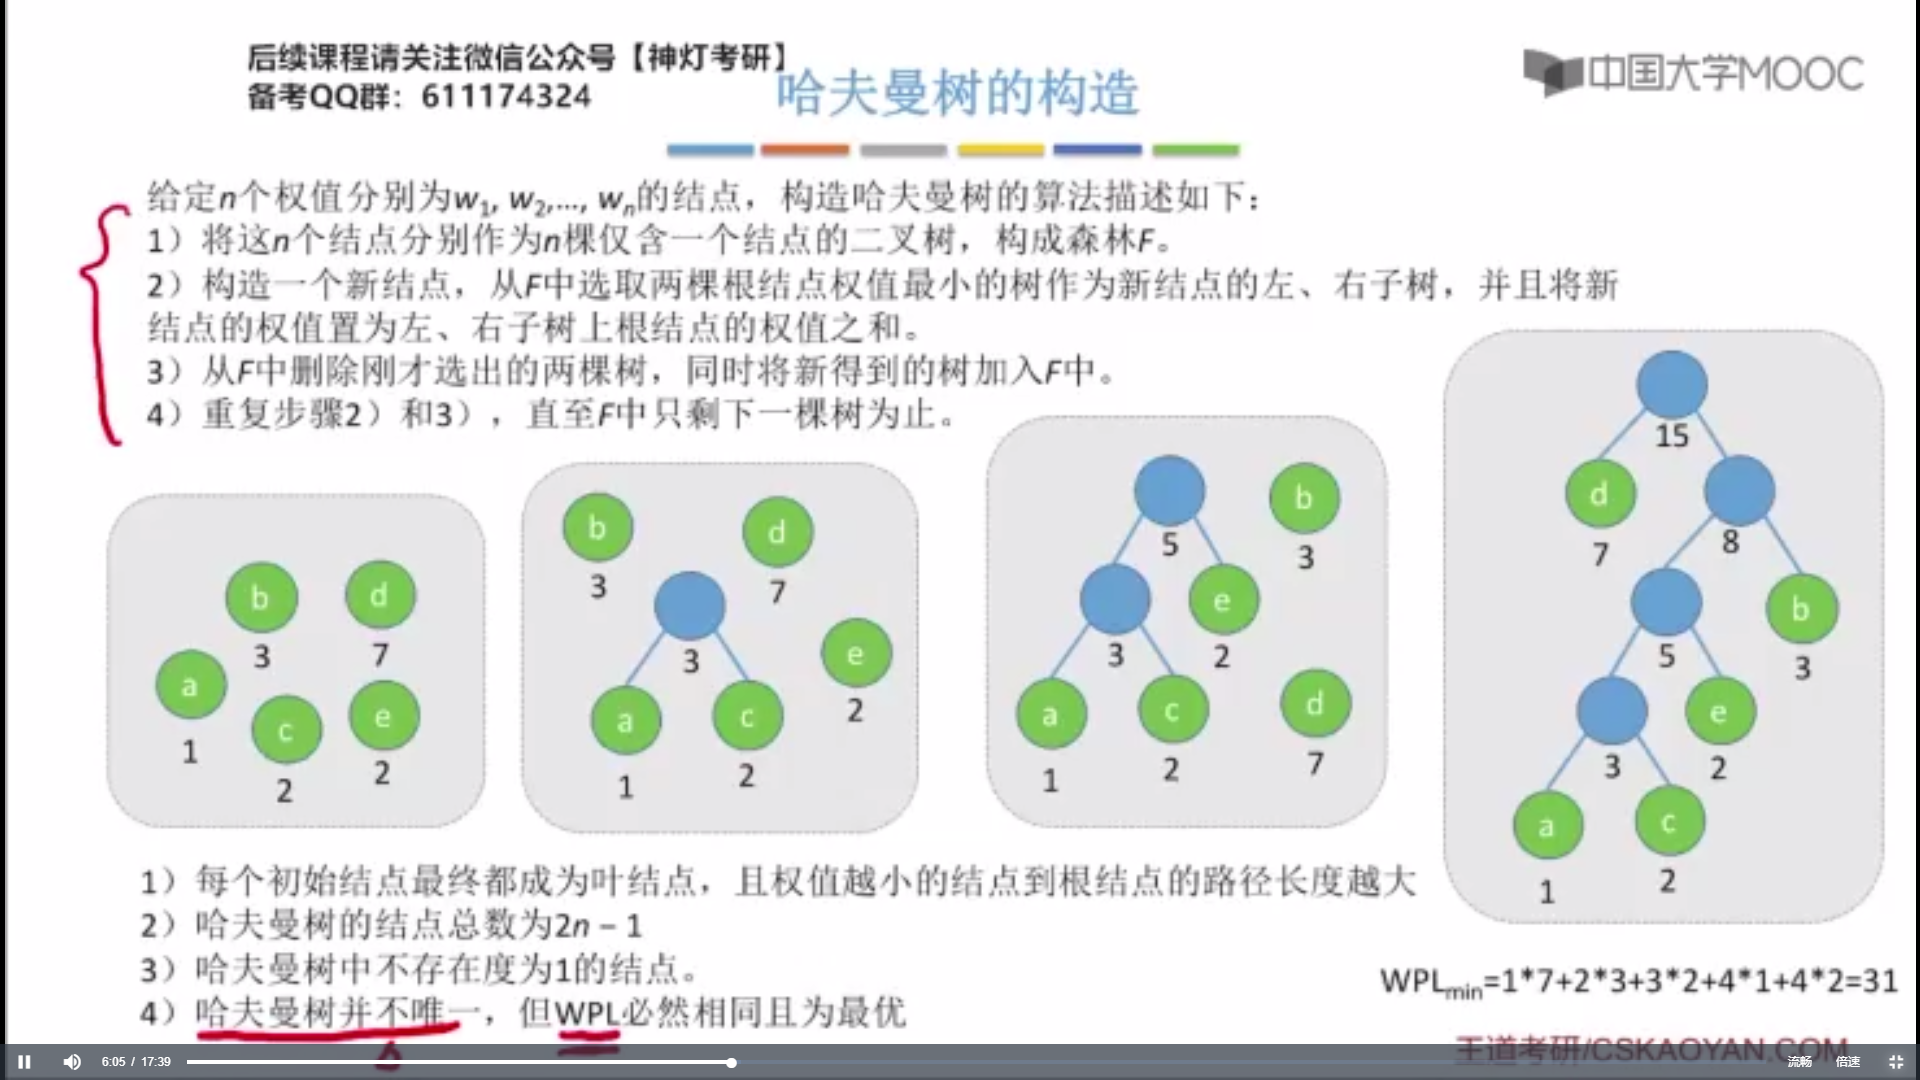 后续课程请关注微信公众号【神灯考研】
备考QQ群：611174324
哈夫曼树的构造
中国大学MOOC
给定n个权值分别为w1, w2,..., wn的结点，构造哈夫曼树的算法描述如下：
1）将这n个结点分别作为n棵仅含一个结点的二叉树，构成森林F。
2）构造一个新结点，从F中选取两棵根结点权值最小的树作为新结点的左、右子树，并且将新
结点的权值置为左、右子树上根结点的权值之和。
3）从F中删除刚才选出的两棵树，同时将新得到的树加入F中。
4）重复步骤2）和3），直至F中只剩下一棵树为止。
b d
3 7
a c e
1 2 2
b d
3 7
3 e
2
a c
1 2
b
5 3
e
3 2
a c d
1 2 7
15
d
7 8
b
5 3
e
3 2
a c
1 2
1）每个初始结点最终都成为叶结点，且权值越小的结点到根结点的路径长度越大
2）哈夫曼树的结点总数为2n − 1
3）哈夫曼树中不存在度为1的结点。
4）哈夫曼树并不唯一，但WPL必然相同且为最优
WPLmin=1*7+2*3+3*2+4*1+4*2=31
王道考研/CSKAOYAN.COM
6:05 / 17:39
流畅 倍速